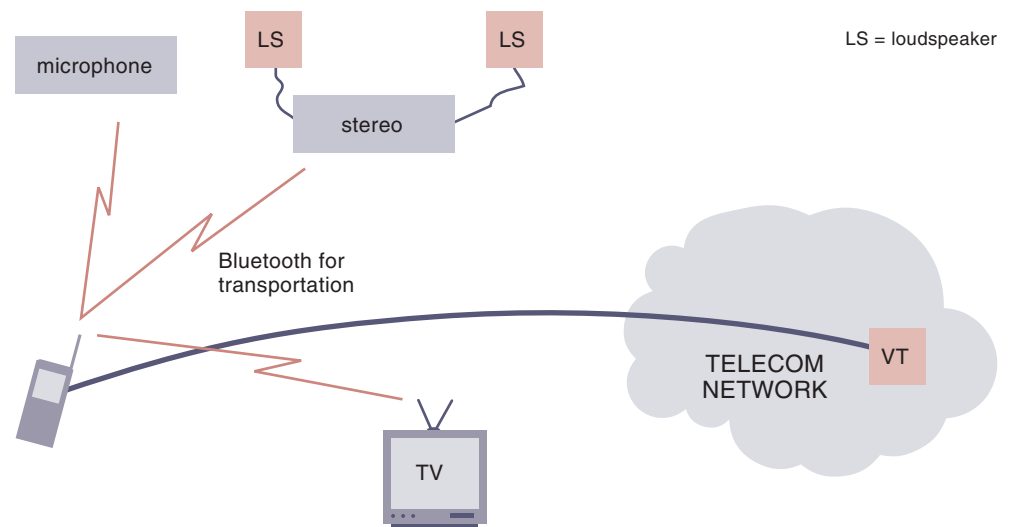 LS
LS
LS = loudspeaker
microphone
stereo
Bluetooth for
transportation
TELECOM
NETWORK
VT
TV